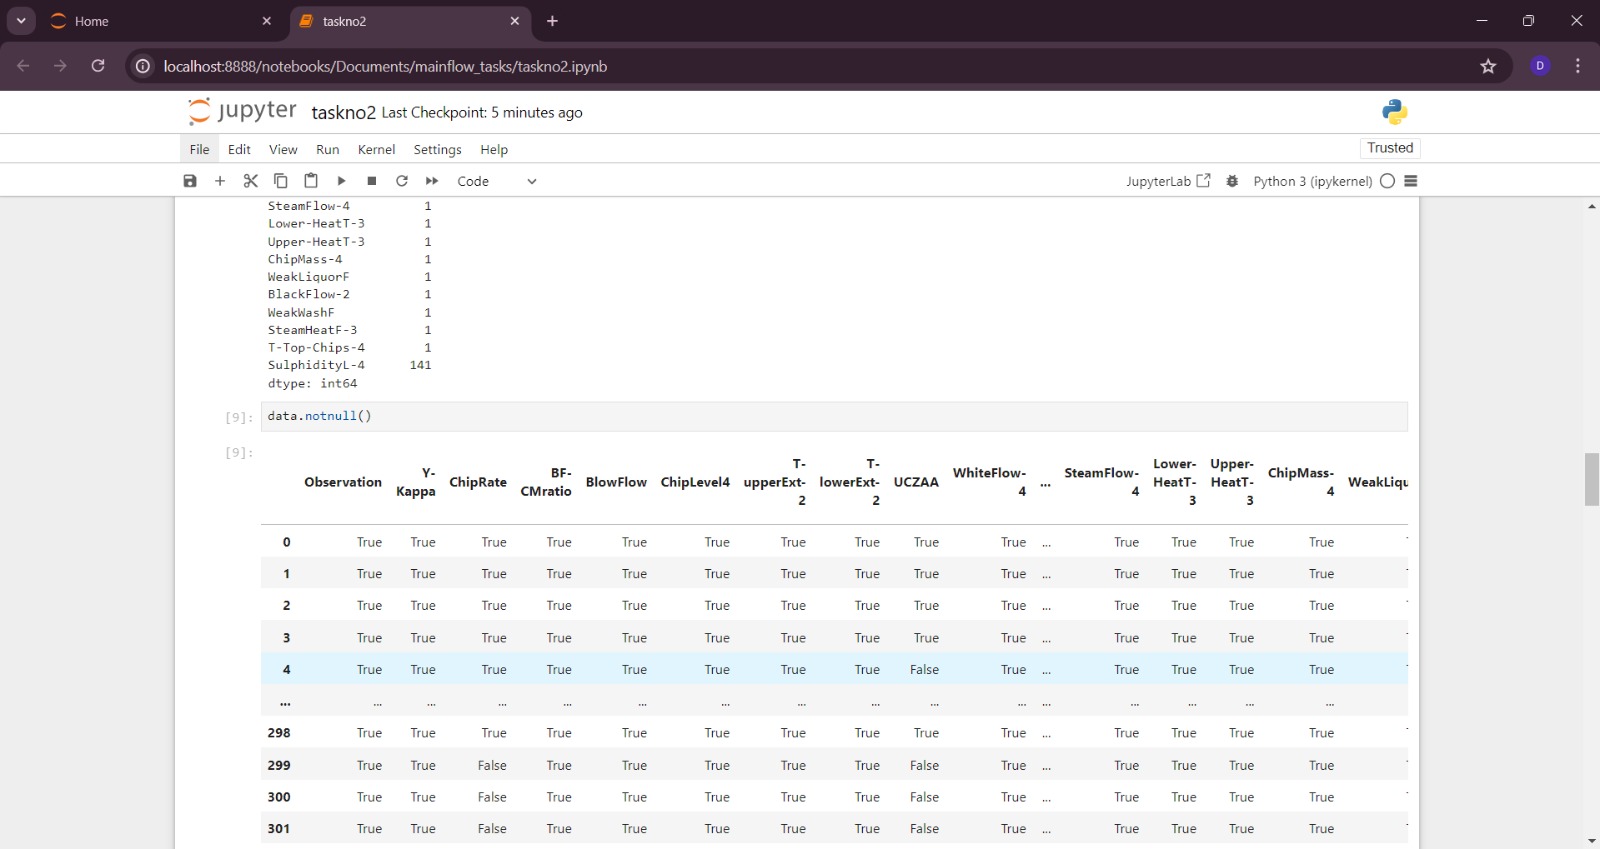 Home
taskno2
localhost:8888/notebooks/Documents/mainflow_tasks/taskno2.ipynb
D
jupyter taskno2 Last Checkpoint: 5 minutes ago
File Edit View Run Kernel Settings Help
Trusted
Code
JupyterLab Python 3 (ipykernel)
SteamFlow-4 1
Lower-HeatT-3 1
Upper-HeatT-3 1
ChipMass-4 1
WeakLiquorF 1
BlackFlow-2 1
WeakWashF 1
SteamHeatF-3 1
T-Top-Chips-4 1
SulphidityL-4 141
dtype: int64
[9]: data.notnull()
[9]:
Observation Y-Kappa ChipRate BF-CMratio BlowFlow ChipLevel4 T-upperExt-2 T-lowerExt-2 UCZAA WhiteFlow-4 ... SteamFlow-4 Lower-HeatT-3 Upper-HeatT-3 ChipMass-4 WeakLiqu
0 True True True True True True True True True True ... True True True True
1 True True True True True True True True True True ... True True True True
2 True True True True True True True True True True ... True True True True
3 True True True True True True True True True True ... True True True True
4 True True True True True True True True False True ... True True True True
... ... ... ... ... ... ... ... ... ... ... ... ... ... ... ...
298 True True True True True True True True True True ... True True True True
299 True True False True True True True True False True ... True True True True
300 True True False True True True True True False True ... True True True True
301 True True False True True True True True False True ... True True True True